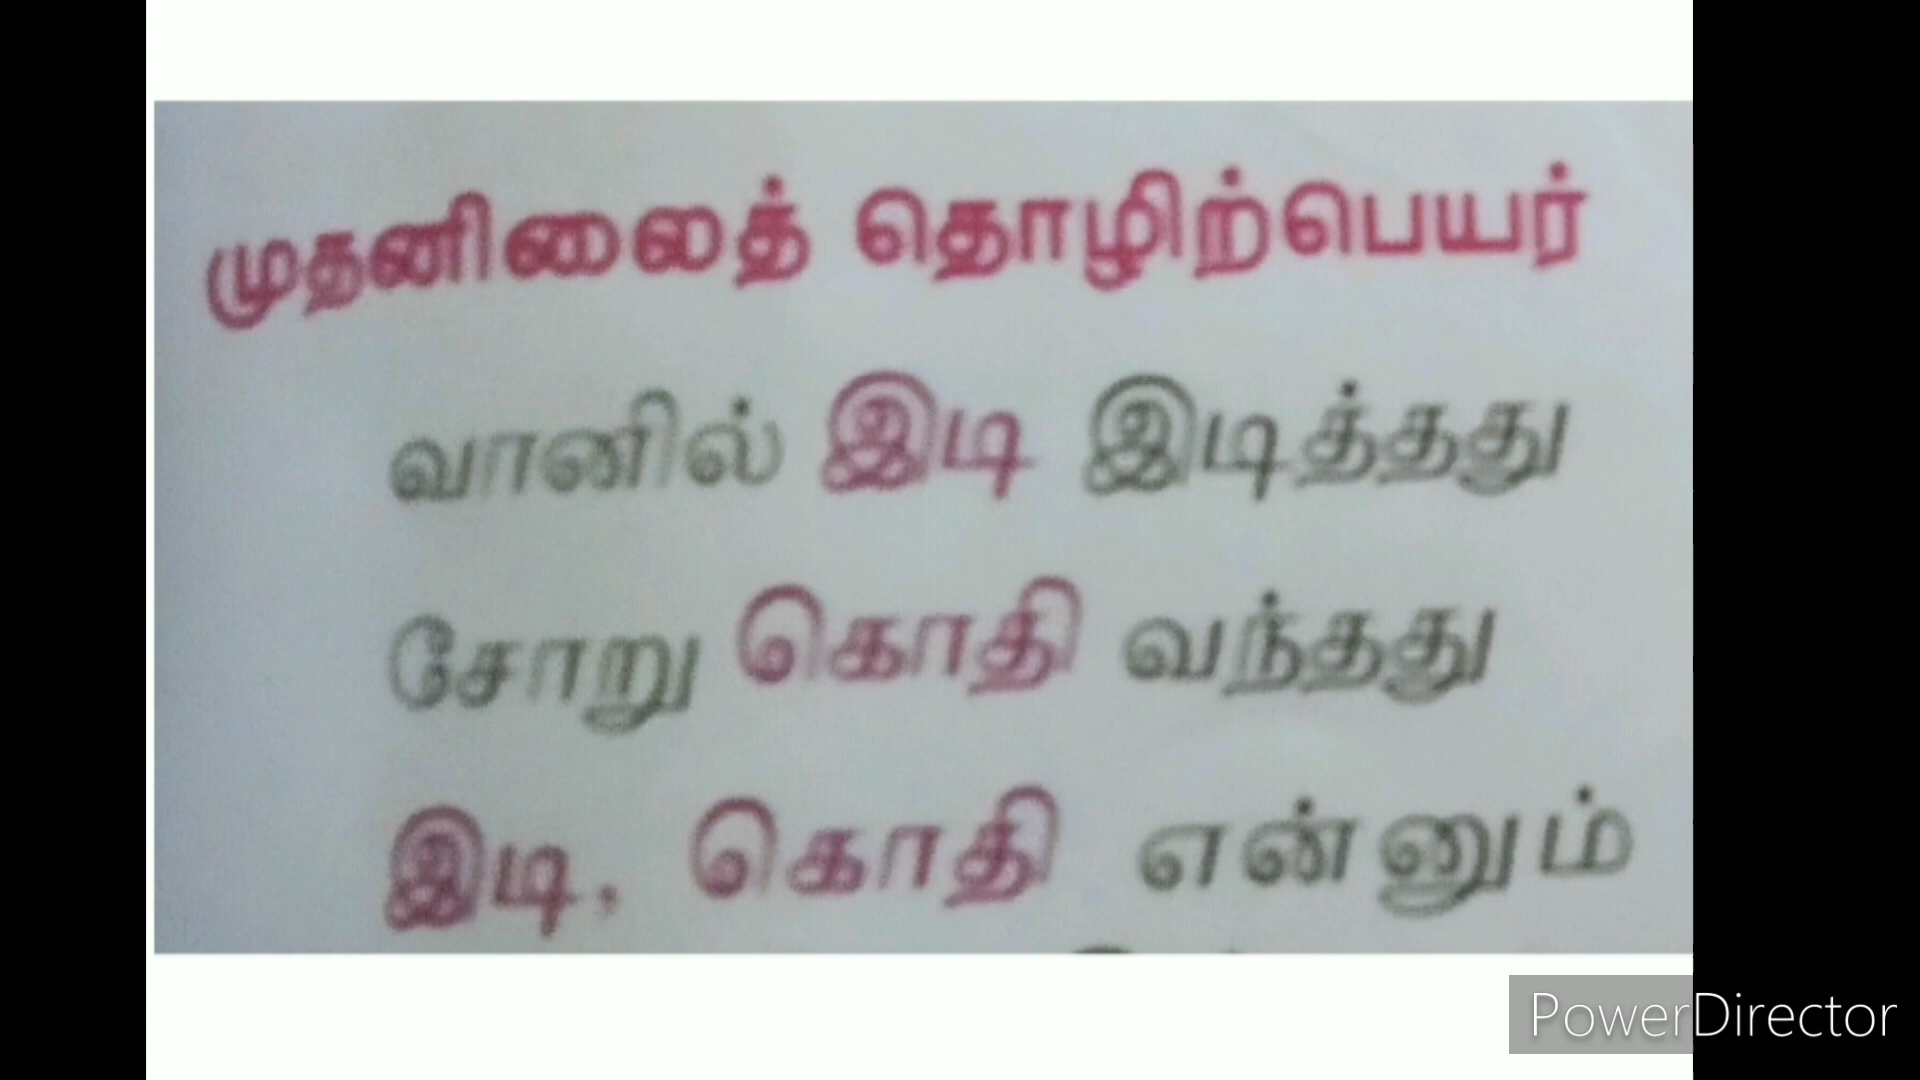 முதனிலைத் தொழிற்பெயர்
வானில் இடி இடித்தது
சோறு கொதி வந்தது
இடி, கொதி என்னும்
PowerDirector